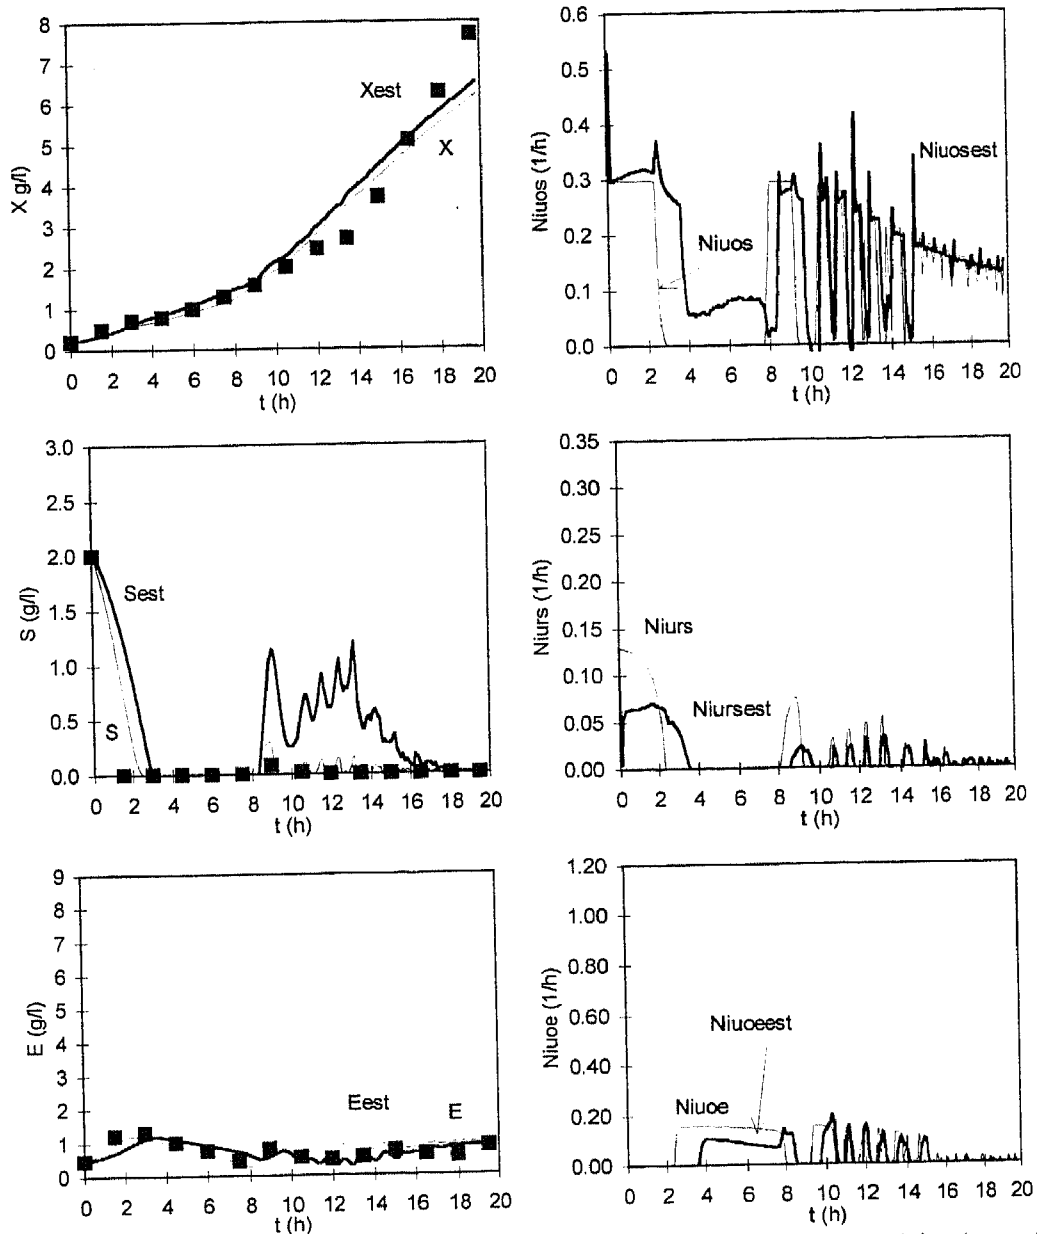 8
7
6
5
4
3
2
1
0
X g/l
Xest
X
0 2 4 6 8 10 12 14 16 18 20
t (h)
0.6
0.5
0.4
0.3
0.2
0.1
0.0
Niuos (1/h)
Niuosest
Niuos
0 2 4 6 8 10 12 14 16 18 20
t (h)
3.0
2.5
2.0
1.5
1.0
0.5
0.0
S (g/l)
Sest
S
0 2 4 6 8 10 12 14 16 18 20
t (h)
0.35
0.30
0.25
0.20
0.15
0.10
0.05
0.00
Niurs (1/h)
Niurs
Niursest
0 2 4 6 8 10 12 14 16 18 20
t (h)
9
8
7
6
5
4
3
2
1
0
E (g/l)
Eest
E
0 2 4 6 8 10 12 14 16 18 20
t (h)
1.20
1.00
0.80
0.60
0.40
0.20
0.00
Niuoe (1/h)
Niuoeest
Niuoe
0 2 4 6 8 10 12 14 16 18 20
t (h)